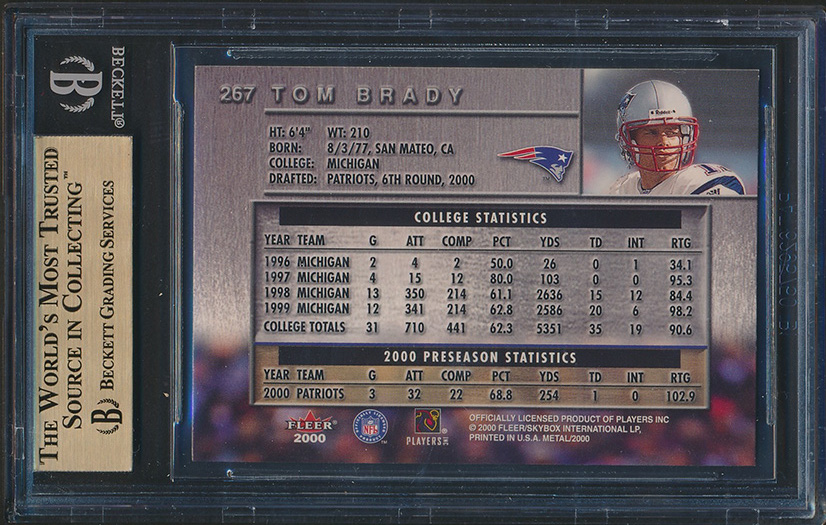 BECKETT®
B
THE WORLD'S MOST TRUSTED
SOURCE IN COLLECTING™
B BECKETT GRADING SERVICES
267 TOM BRADY
HT: 6'4" WT: 210
BORN: 8/3/77, SAN MATEO, CA
COLLEGE: MICHIGAN
DRAFTED: PATRIOTS, 6TH ROUND, 2000
COLLEGE STATISTICS
YEAR TEAM G ATT COMP PCT YDS TD INT RTG
1996 MICHIGAN 2 4 2 50.0 26 0 1 34.1
1997 MICHIGAN 4 15 12 80.0 103 0 0 95.3
1998 MICHIGAN 13 350 214 61.1 2636 15 12 84.4
1999 MICHIGAN 12 341 214 62.8 2586 20 6 98.2
COLLEGE TOTALS 31 710 441 62.3 5351 35 19 90.6
2000 PRESEASON STATISTICS
YEAR TEAM G ATT COMP PCT YDS TD INT RTG
2000 PATRIOTS 3 32 22 68.8 254 1 0 102.9
FLEER
2000
NFL
PLAYERS INC
OFFICIALLY LICENSED PRODUCT OF PLAYERS INC
© 2000 FLEER/SKYBOX INTERNATIONAL LP,
PRINTED IN U.S.A. METAL/2000